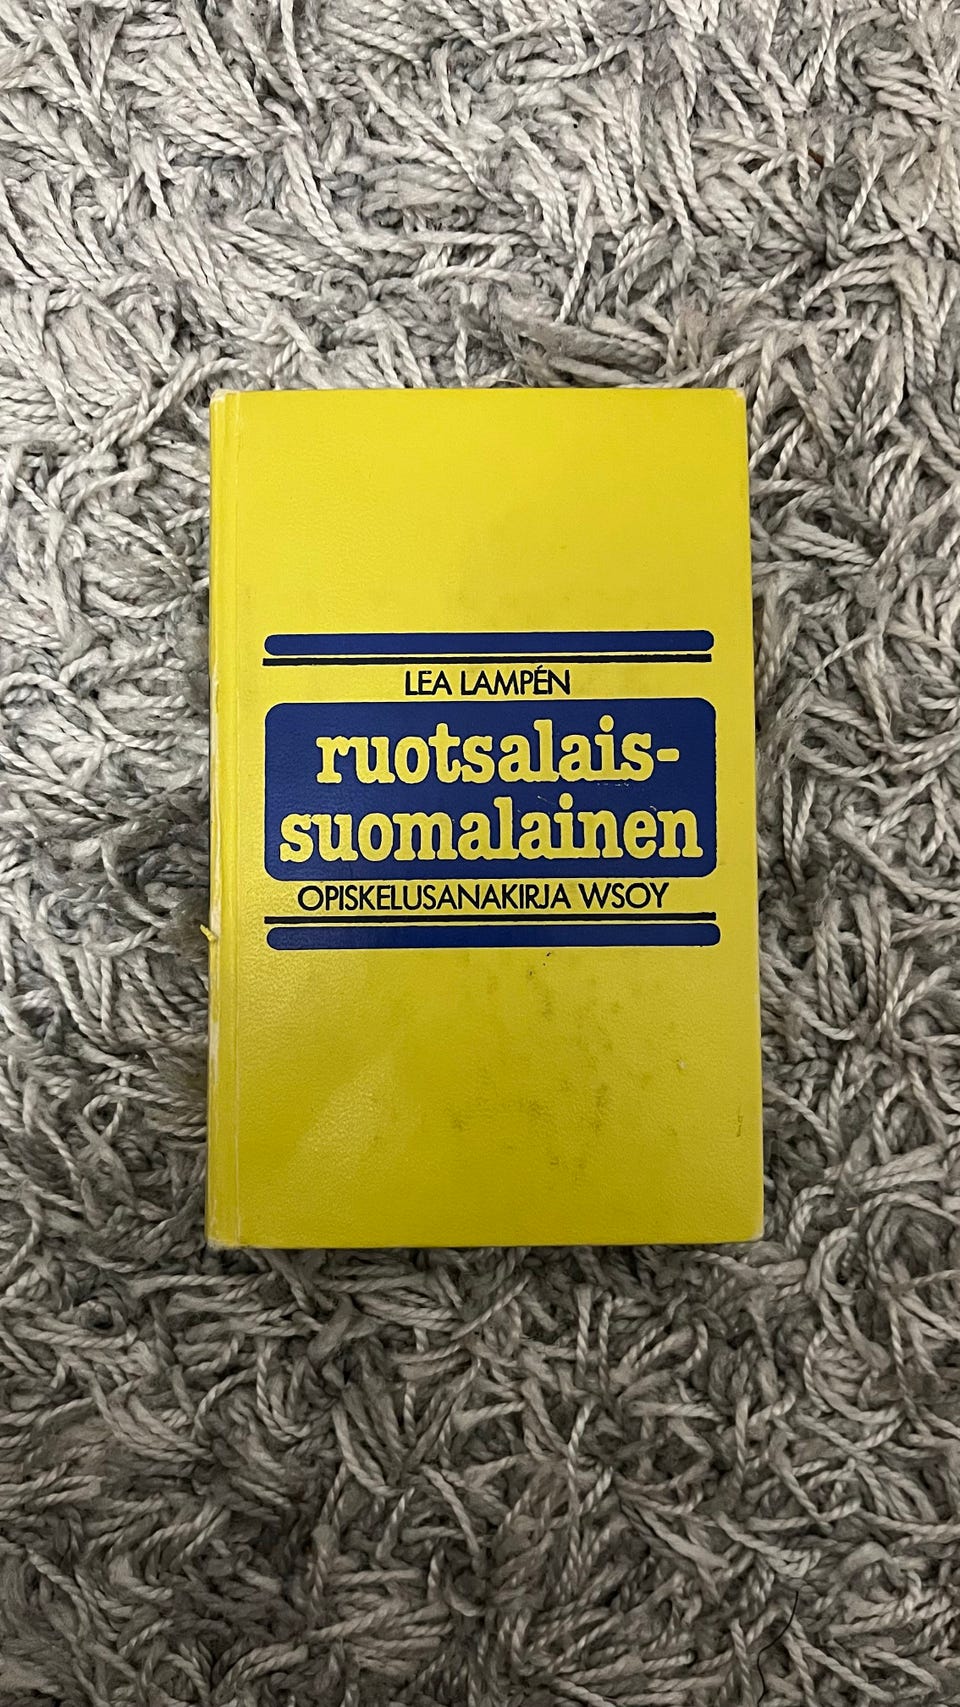 LEA LAMPÉN
ruotsalais-
suomalainen
OPISKELUSANAKIRJA WSOY